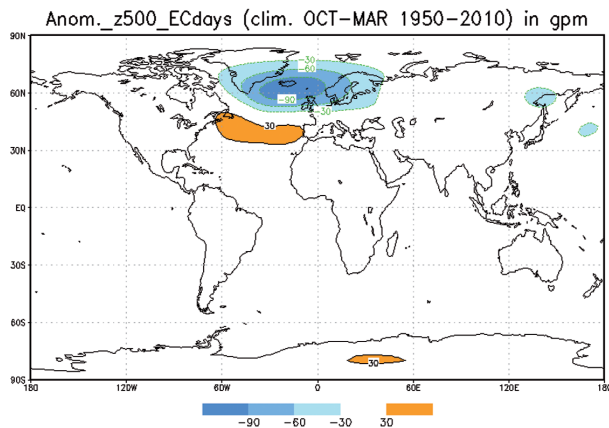 Anom._z500_ECdays (clim. OCT-MAR 1950-2010) in gpm
90N
60N
30N
EQ
30S
60S
90S
-30
-60
-90
-30
30
30
180 120W 60W 0 60E 120E 180
-90 -60 -30 30